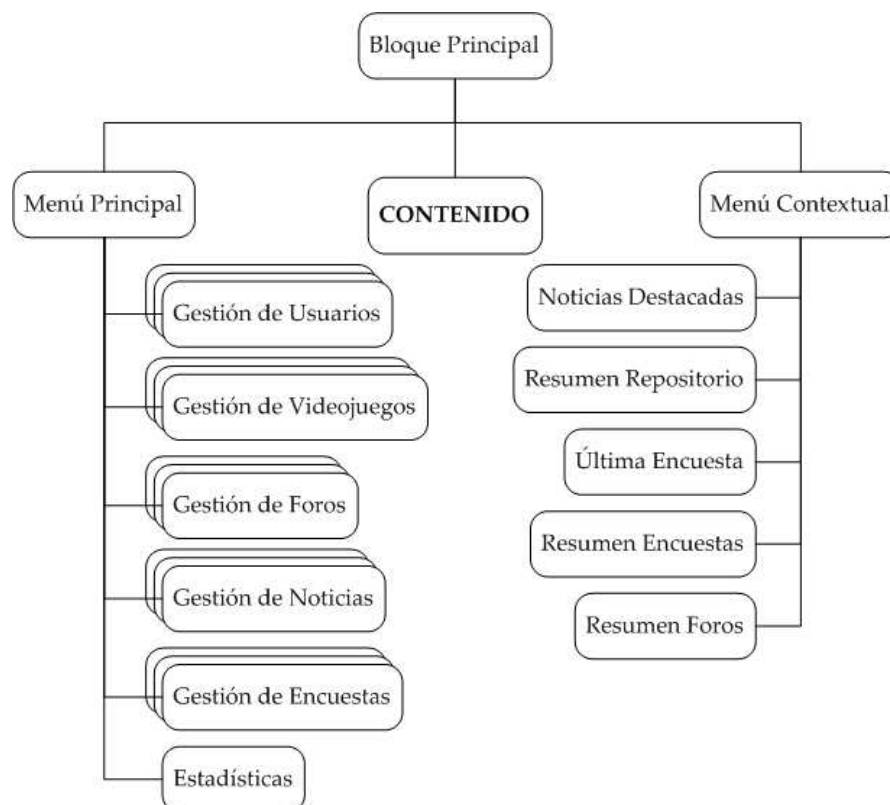 Bloque Principal
Menú Principal
CONTENIDO
Menú Contextual
Gestión de Usuarios
Gestión de Videojuegos
Gestión de Foros
Gestión de Noticias
Gestión de Encuestas
Estadísticas
Noticias Destacadas
Resumen Repositorio
Última Encuesta
Resumen Encuestas
Resumen Foros